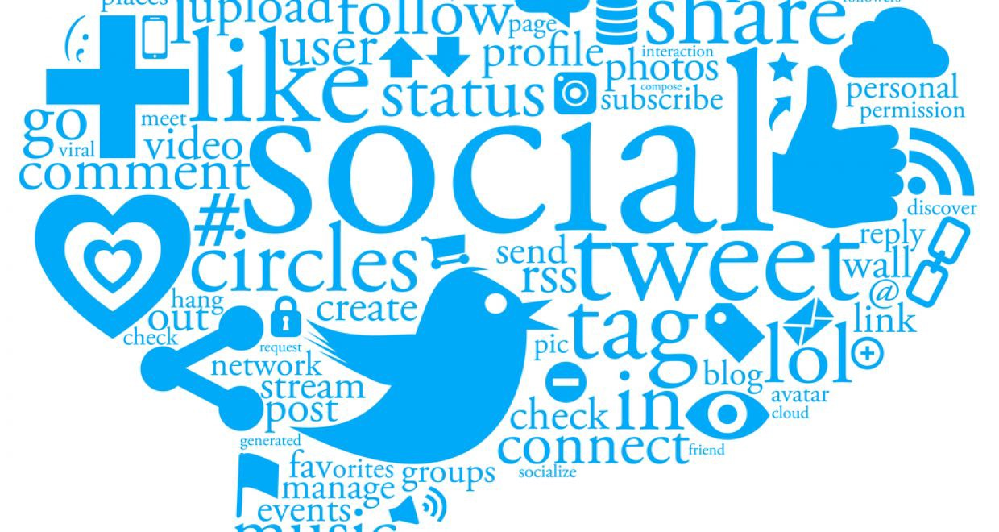 places
upload
follow
page
share
followers
user
profile
interaction
photos
like
status
compose
subscribe
personal
permission
go
meet
viral
video
comment
social
discover
#
circles
send
tweet
reply
rss
wall
@
hang
out
create
tag
link
check
request
pic
lol
network
blog
stream
in
avatar
post
check
cloud
generated
connect
friend
favorites
groups
socialize
manage
events
music